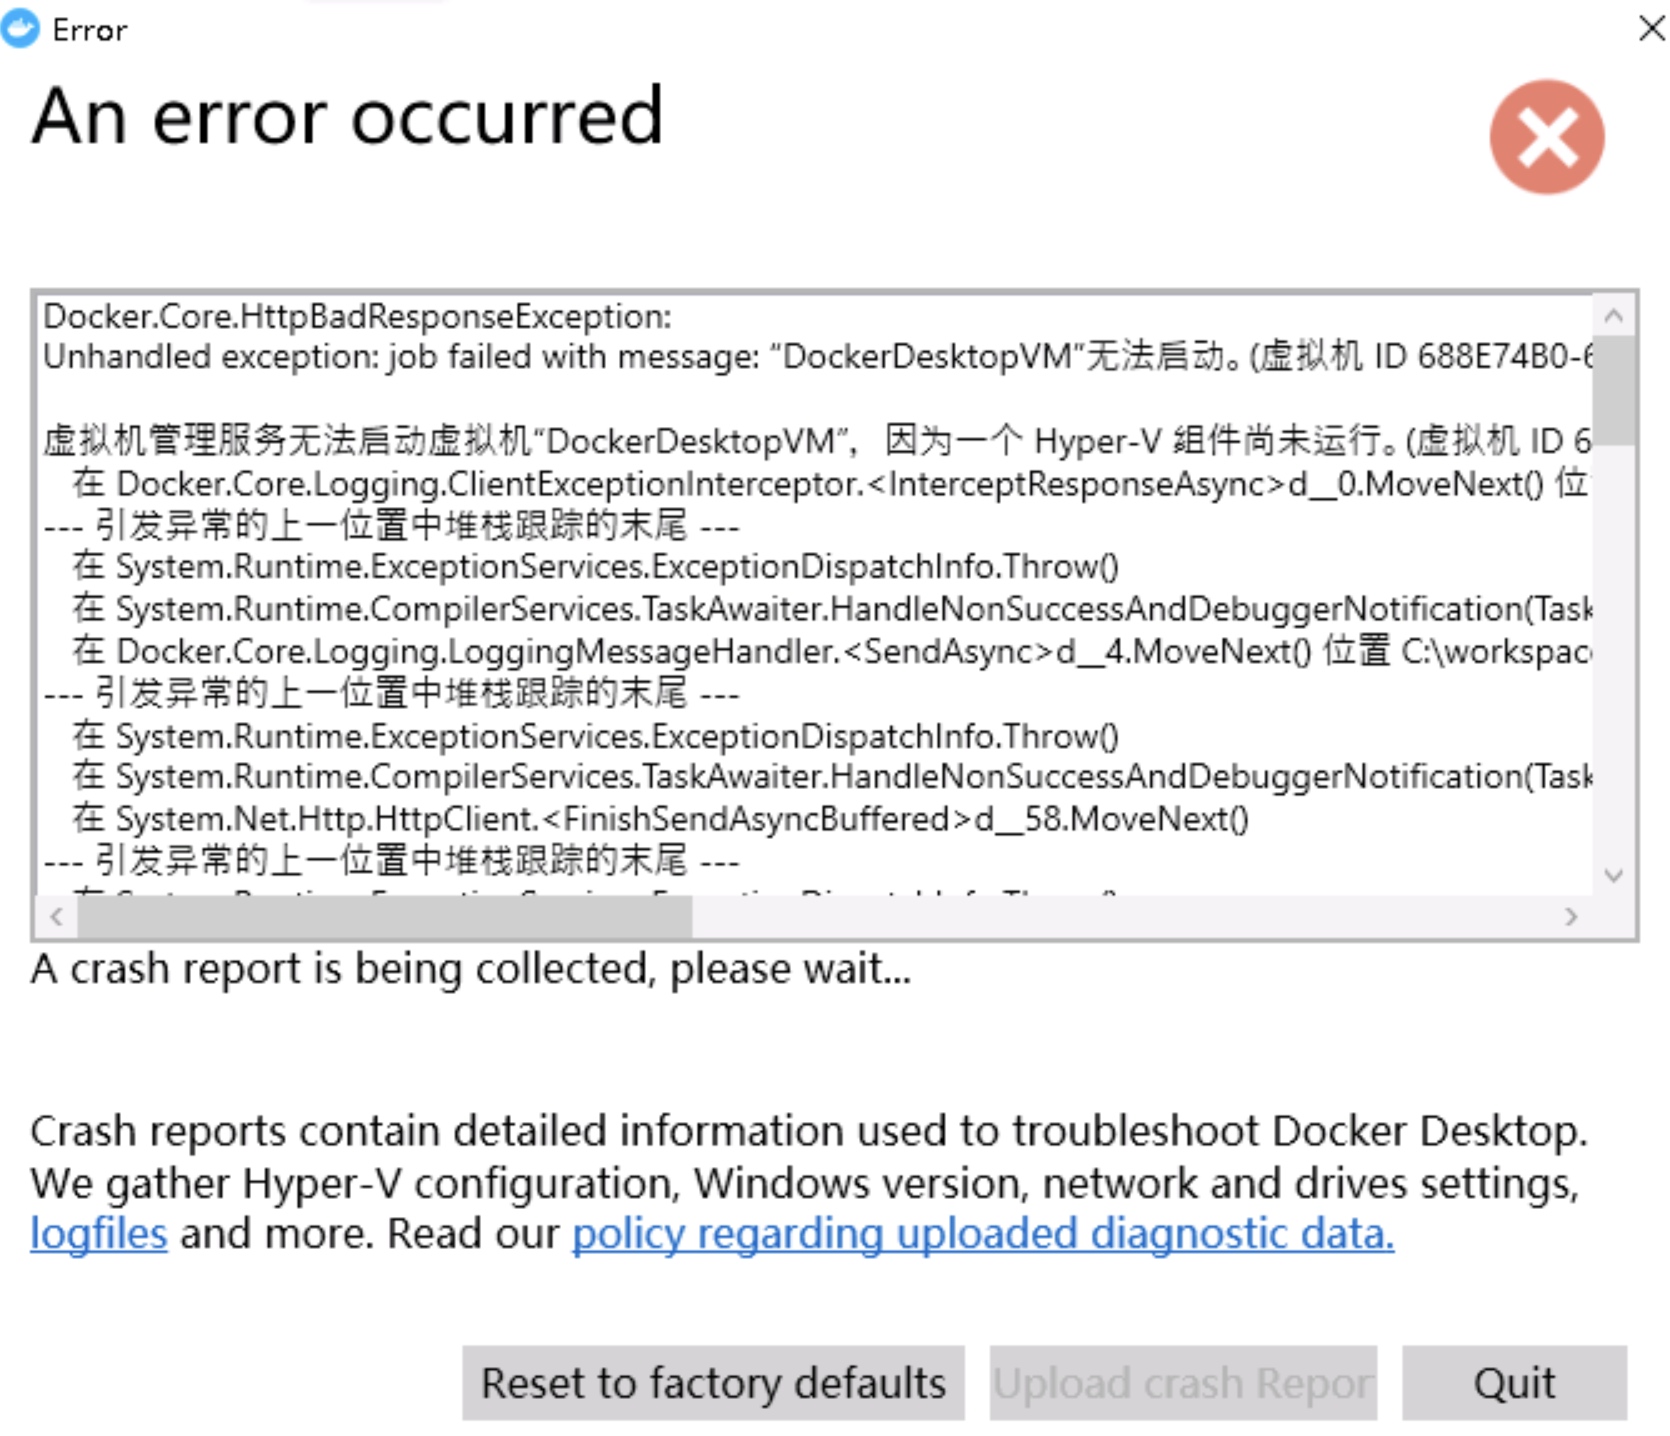 Error
An error occurred
Docker.Core.HttpBadResponseException:
Unhandled exception: job failed with message: “DockerDesktopVM”无法启动。(虚拟机 ID 688E74B0-6
虚拟机管理服务无法启动虚拟机“DockerDesktopVM”，因为一个 Hyper-V 组件尚未运行。(虚拟机 ID 6
在 Docker.Core.Logging.ClientExceptionInterceptor.<InterceptResponseAsync>d__0.MoveNext() 位
--- 引发异常的上一位置中堆栈跟踪的末尾 ---
在 System.Runtime.ExceptionServices.ExceptionDispatchInfo.Throw()
在 System.Runtime.CompilerServices.TaskAwaiter.HandleNonSuccessAndDebuggerNotification(Task
在 Docker.Core.Logging.LoggingMessageHandler.<SendAsync>d__4.MoveNext() 位置 C:\workspac
--- 引发异常的上一位置中堆栈跟踪的末尾 ---
在 System.Runtime.ExceptionServices.ExceptionDispatchInfo.Throw()
在 System.Runtime.CompilerServices.TaskAwaiter.HandleNonSuccessAndDebuggerNotification(Task
在 System.Net.Http.HttpClient.<FinishSendAsyncBuffered>d__58.MoveNext()
--- 引发异常的上一位置中堆栈跟踪的末尾 ---
A crash report is being collected, please wait...
Crash reports contain detailed information used to troubleshoot Docker Desktop.
We gather Hyper-V configuration, Windows version, network and drives settings,
logfiles and more. Read our policy regarding uploaded diagnostic data.
Reset to factory defaults
Upload crash Repor
Quit